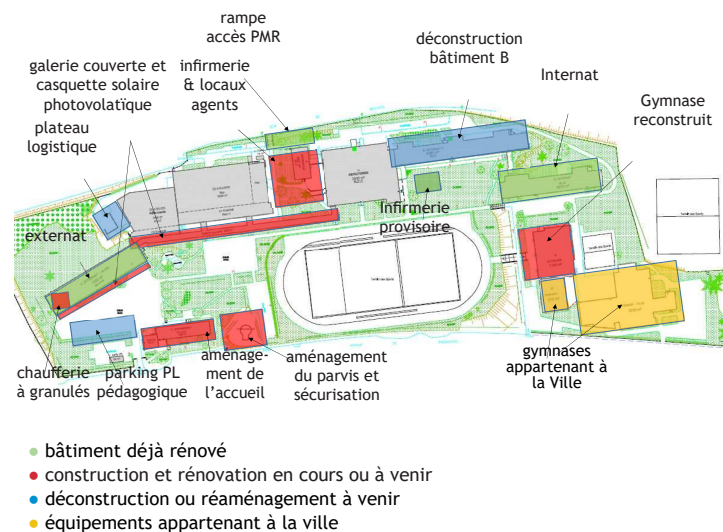 rampe
accès PMR
déconstruction
bâtiment B
galerie couverte et
casquette solaire
photovolatïque
infirmerie
& locaux
agents
Internat
Gymnase
reconstruit
plateau
logistique
Infirmerie
provisoire
externat
chaufferie
à granulés
parking PL
pédagogique
aménage-
ment de
l’accueil
aménagement
du parvis et
sécurisation
gymnases
appartenant à
la Ville
bâtiment déjà rénové
construction et rénovation en cours ou à venir
déconstruction ou réaménagement à venir
équipements appartenant à la ville